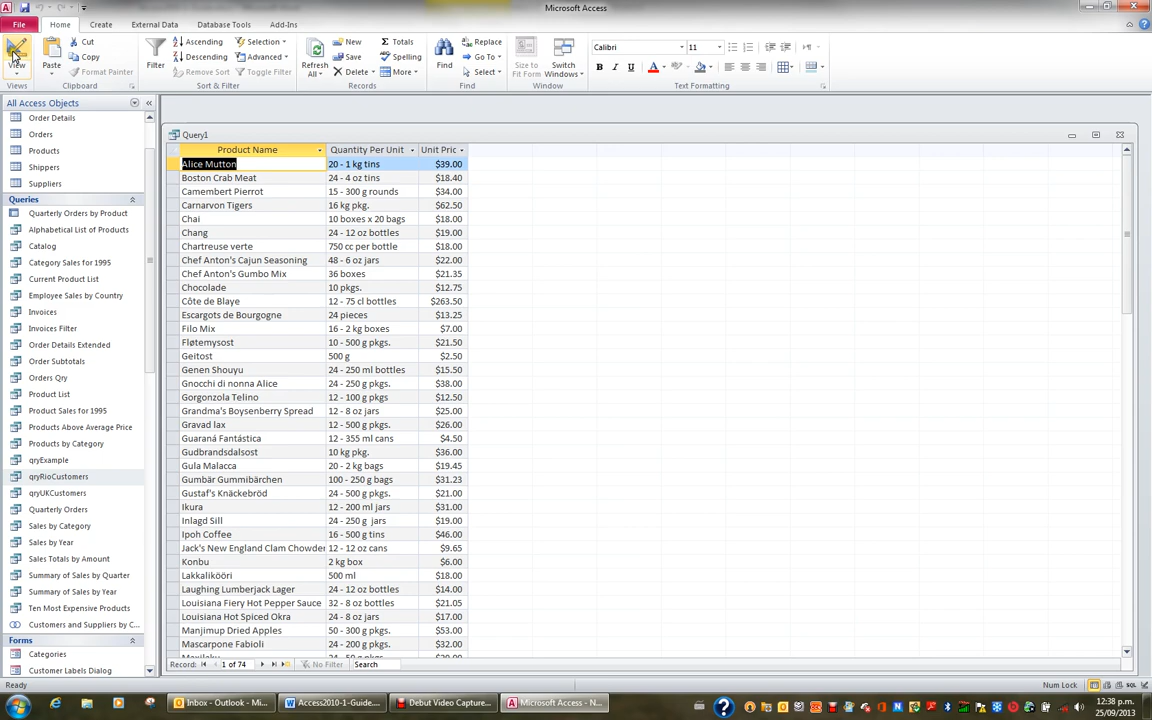 Microsoft Access
File Home Create External Data Database Tools Add-Ins
View
Views
Paste
Cut
Copy
Format Painter
Clipboard
Filter
Ascending
Descending
Remove Sort
Selection
Advanced
Toggle Filter
Sort & Filter
Refresh
All
New
Save
Delete
Totals
Spelling
More
Records
Find
Replace
Go To
Select
Find
Size to
Fit Form
Switch
Windows
Window
Calibri 11
B I U
A
Text Formatting
All Access Objects
Order Details
Orders
Products
Shippers
Suppliers
Queries
Quarterly Orders by Product
Alphabetical List of Products
Catalog
Category Sales for 1995
Current Product List
Employee Sales by Country
Invoices
Invoices Filter
Order Details Extended
Order Subtotals
Orders Qry
Product List
Product Sales for 1995
Products Above Average Price
Products by Category
qryExample
qryRioCustomers
qryUKCustomers
Quarterly Orders
Sales by Category
Sales by Year
Sales Totals by Amount
Summary of Sales by Quarter
Summary of Sales by Year
Ten Most Expensive Products
Customers and Suppliers by C...
Forms
Categories
Customer Labels Dialog
Query1
Product Name Quantity Per Unit Unit Pric
Alice Mutton 20 - 1 kg tins $39.00
Boston Crab Meat 24 - 4 oz tins $18.40
Camembert Pierrot 15 - 300 g rounds $34.00
Carnarvon Tigers 16 kg pkg. $62.50
Chai 10 boxes x 20 bags $18.00
Chang 24 - 12 oz bottles $19.00
Chartreuse verte 750 cc per bottle $18.00
Chef Anton's Cajun Seasoning 48 - 6 oz jars $22.00
Chef Anton's Gumbo Mix 36 boxes $21.35
Chocolade 10 pkgs. $12.75
Côte de Blaye 12 - 75 cl bottles $263.50
Escargots de Bourgogne 24 pieces $13.25
Filo Mix 16 - 2 kg boxes $7.00
Fløtemysost 10 - 500 g pkgs. $21.50
Geitost 500 g $2.50
Genen Shouyu 24 - 250 ml bottles $15.50
Gnocchi di nonna Alice 24 - 250 g pkgs. $38.00
Gorgonzola Telino 12 - 100 g pkgs $12.50
Grandma's Boysenberry Spread 12 - 8 oz jars $25.00
Gravad lax 12 - 500 g pkgs. $26.00
Guaraná Fantástica 12 - 355 ml cans $4.50
Gudbrandsdalsost 10 kg pkg. $36.00
Gula Malacca 20 - 2 kg bags $19.45
Gumbär Gummibärchen 100 - 250 g bags $31.23
Gustaf's Knäckebröd 24 - 500 g pkgs. $21.00
Ikura 12 - 200 ml jars $31.00
Inlagd Sill 24 - 250 g jars $19.00
Ipoh Coffee 16 - 500 g tins $46.00
Jack's New England Clam Chowder 12 - 12 oz cans $9.65
Konbu 2 kg box $6.00
Lakkalikööri 500 ml $18.00
Laughing Lumberjack Lager 24 - 12 oz bottles $14.00
Louisiana Fiery Hot Pepper Sauce 32 - 8 oz bottles $21.05
Louisiana Hot Spiced Okra 24 - 8 oz jars $17.00
Manjimup Dried Apples 50 - 300 g pkgs. $53.00
Mascarpone Fabioli 24 - 200 g pkgs. $32.00
Record: 1 of 74 No Filter Search
Ready
Num Lock
SQL
Inbox - Outlook - Mi...
Access2010-1-Guide....
Debut Video Capture...
Microsoft Access - N...
12:38 p.m.
25/09/2013